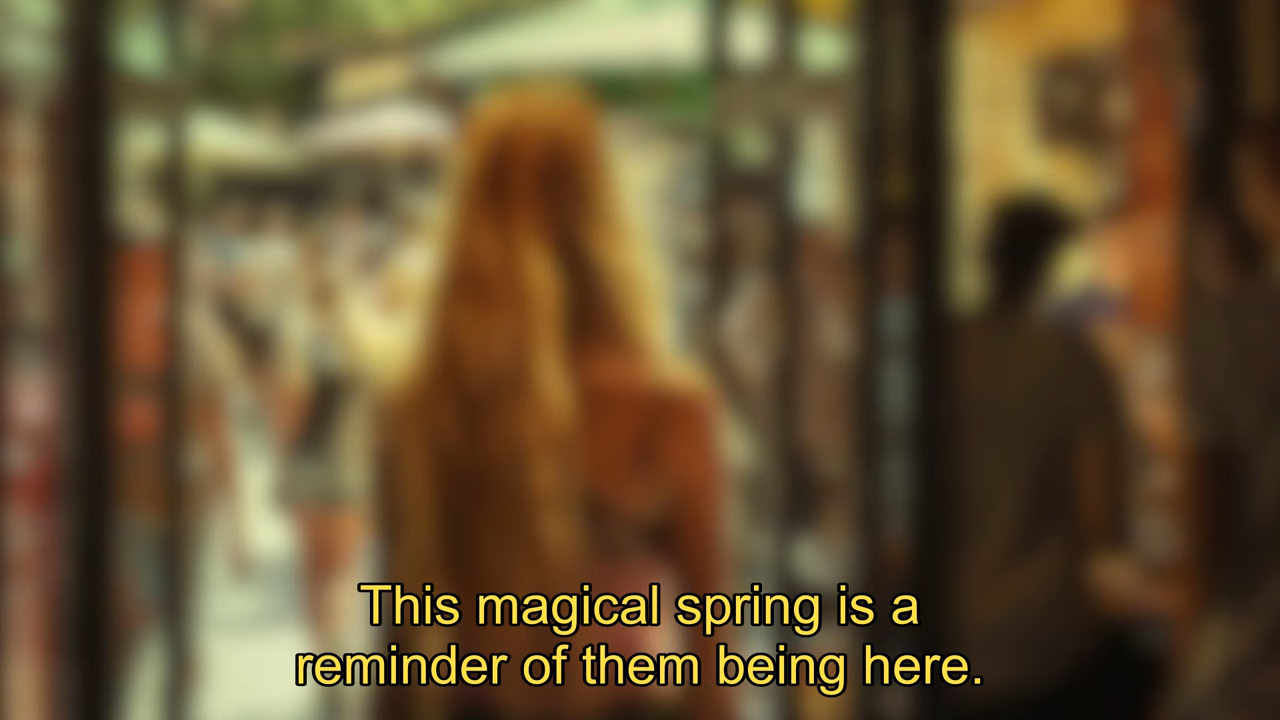 This magical spring is a
reminder of them being here.